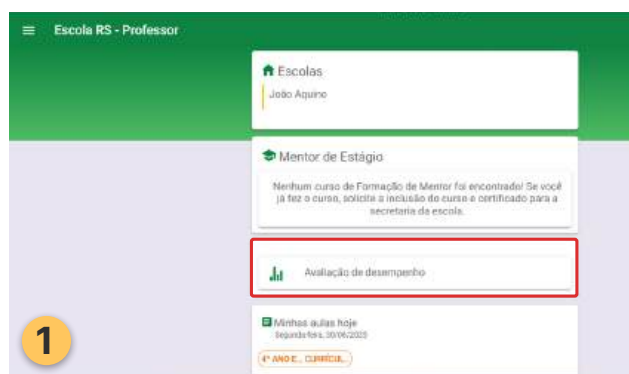 Escola RS - Professor
Escolas
João Aquino
Mentor de Estágio
Nenhum curso de Formação de Mentor foi encontrado! Se você
já fez o curso, solicite a inclusão do curso e certificado para a
secretaria da escola.
Avaliação de desempenho
Minhas aulas hoje
Segunda-feira, 30/06/2025
4º ANO E... CURRÍCUL...
1